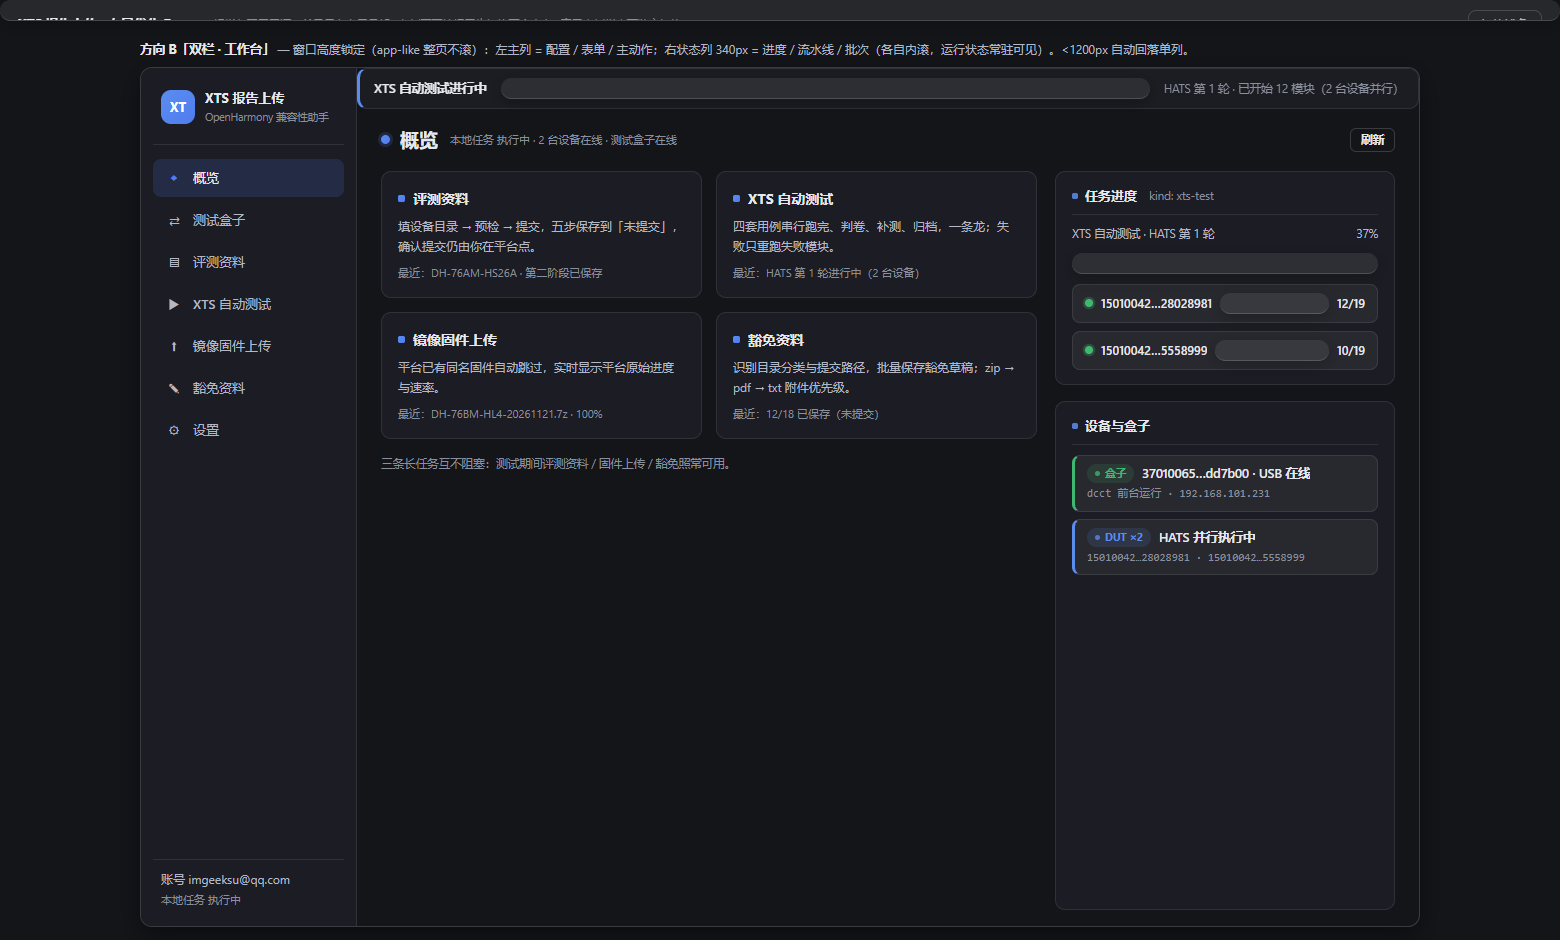 方向 B「双栏 · 工作台」 — 窗口高度锁定（app-like 整页不滚）：左主列 = 配置 / 表单 / 主动作；右状态列 340px = 进度 / 流水线 / 批次（各自内滚，运行状态常驻可见）。<1200px 自动回落单列。
XT
XTS 报告上传
OpenHarmony 兼容性助手
概览
测试盒子
评测资料
XTS 自动测试
镜像固件上传
豁免资料
设置
账号 imgeeksu@qq.com
本地任务 执行中
XTS 自动测试进行中
HATS 第 1 轮 · 已开始 12 模块（2 台设备并行）
概览
本地任务 执行中 · 2 台设备在线 · 测试盒子在线
刷新
评测资料
填设备目录 → 预检 → 提交，五步保存到「未提交」，
确认提交仍由你在平台点。
最近：DH-76AM-HS26A · 第二阶段已保存
XTS 自动测试
四套用例串行跑完、判卷、补测、归档，一条龙；失
败只重跑失败模块。
最近：HATS 第 1 轮进行中（2 台设备）
镜像固件上传
平台已有同名固件自动跳过，实时显示平台原始进度
与速率。
最近：DH-76BM-HL4-20261121.7z · 100%
豁免资料
识别目录分类与提交路径，批量保存豁免草稿；zip →
pdf → txt 附件优先级。
最近：12/18 已保存（未提交）
三条长任务互不阻塞：测试期间评测资料 / 固件上传 / 豁免照常可用。
任务进度
kind: xts-test
XTS 自动测试 · HATS 第 1 轮
37%
15010042…28028981
12/19
15010042…5558999
10/19
设备与盒子
盒子
37010065…dd7b00 · USB 在线
dcct 前台运行 · 192.168.101.231
DUT ×2
HATS 并行执行中
15010042…28028981 · 15010042…5558999